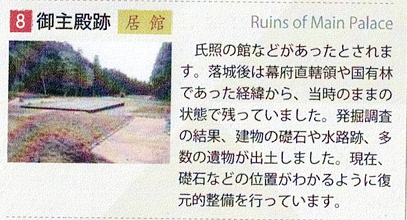 8 御主殿跡 居館 Ruins of Main Palace
氏照の館などがあったとされま
す。落城後は幕府直轄領や国有林
であった経緯から、当時のままの
状態で残っていました。発掘調査
の結果、建物の礎石や水路跡、多
数の遺物が出土しました。現在、
礎石などの位置がわかるように復
元的整備を行っています。